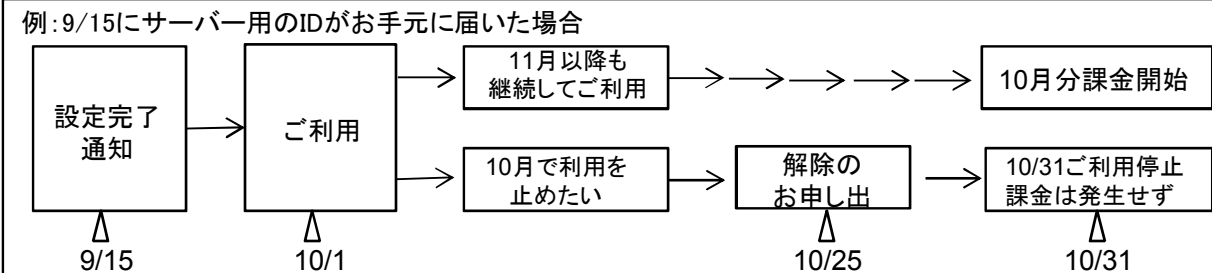 例:9/15にサーバー用のIDがお手元に届いた場合
設定完了
通知
ご利用
11月以降も
継続してご利用
10月分課金開始
10月で利用を
止めたい
解除の
お申し出
10/31ご利用停止
課金は発生せず
9/15
10/1
10/25
10/31